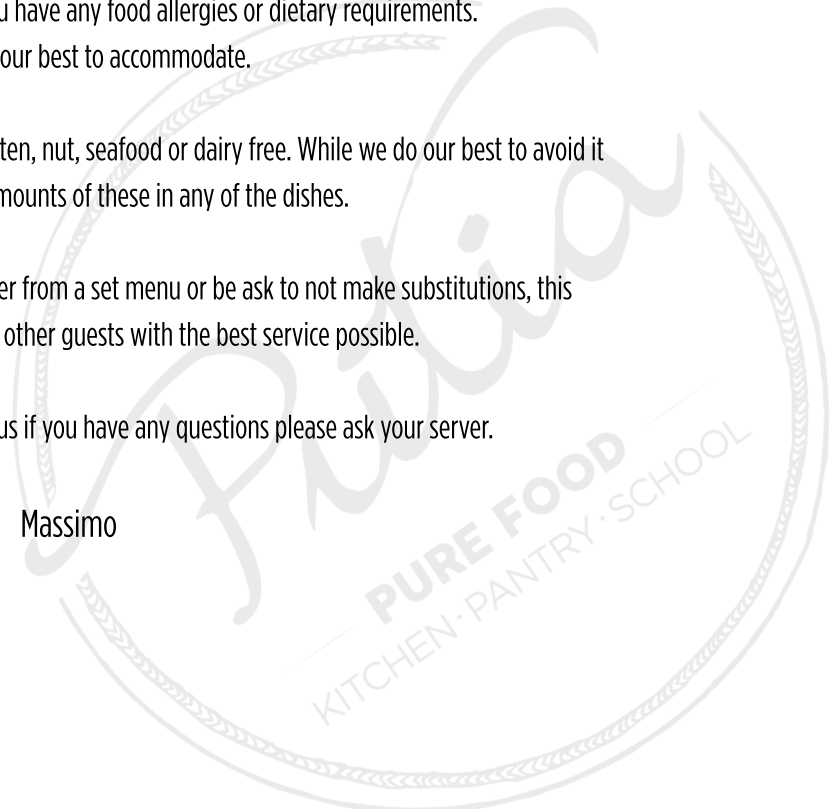 u have any food allergies or dietary requirements.
our best to accommodate.
ten, nut, seafood or dairy free. While we do our best to avoid it
mounts of these in any of the dishes.
er from a set menu or be ask to not make substitutions, this
other guests with the best service possible.
us if you have any questions please ask your server.
Massimo
Pitia
PURE FOOD
KITCHEN · PANTRY · SCHOOL